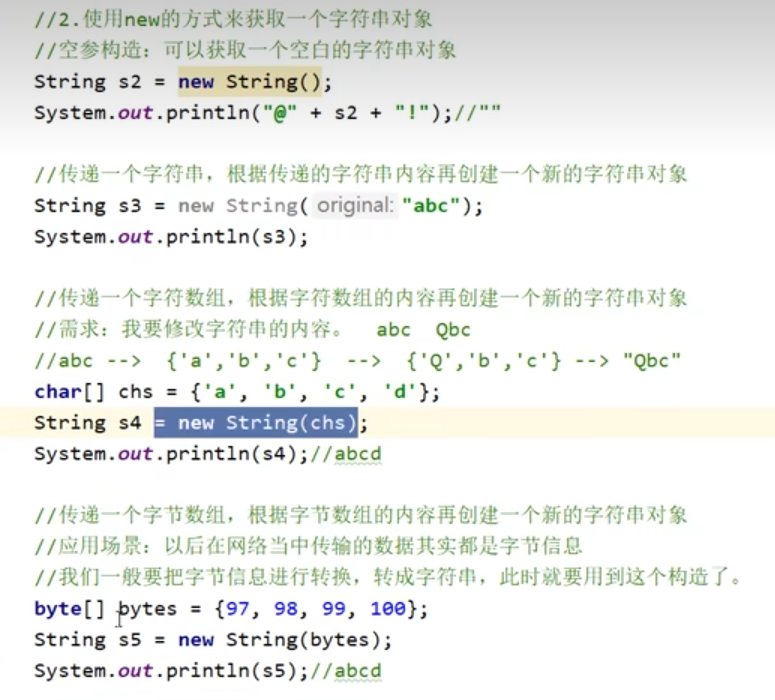 //2.使用new的方式来获取一个字符串对象
//空参构造：可以获取一个空白的字符串对象
String s2 = new String();
System.out.println("@" + s2 + "!");//""
//传递一个字符串，根据传递的字符串内容再创建一个新的字符串对象
String s3 = new String( original: "abc");
System.out.println(s3);
//传递一个字符数组，根据字符数组的内容再创建一个新的字符串对象
//需求：我要修改字符串的内容。  abc  Qbc
//abc -->  {'a','b','c'}  -->  {'Q','b','c'} --> "Qbc"
char[] chs = {'a', 'b', 'c', 'd'};
String s4 = new String(chs);
System.out.println(s4);//abcd
//传递一个字节数组，根据字节数组的内容再创建一个新的字符串对象
//应用场景：以后在网络当中传输的数据其实都是字节信息
//我们一般要把字节信息进行转换，转成字符串，此时就要用到这个构造了。
byte[] bytes = {97, 98, 99, 100};
String s5 = new String(bytes);
System.out.println(s5);//abcd